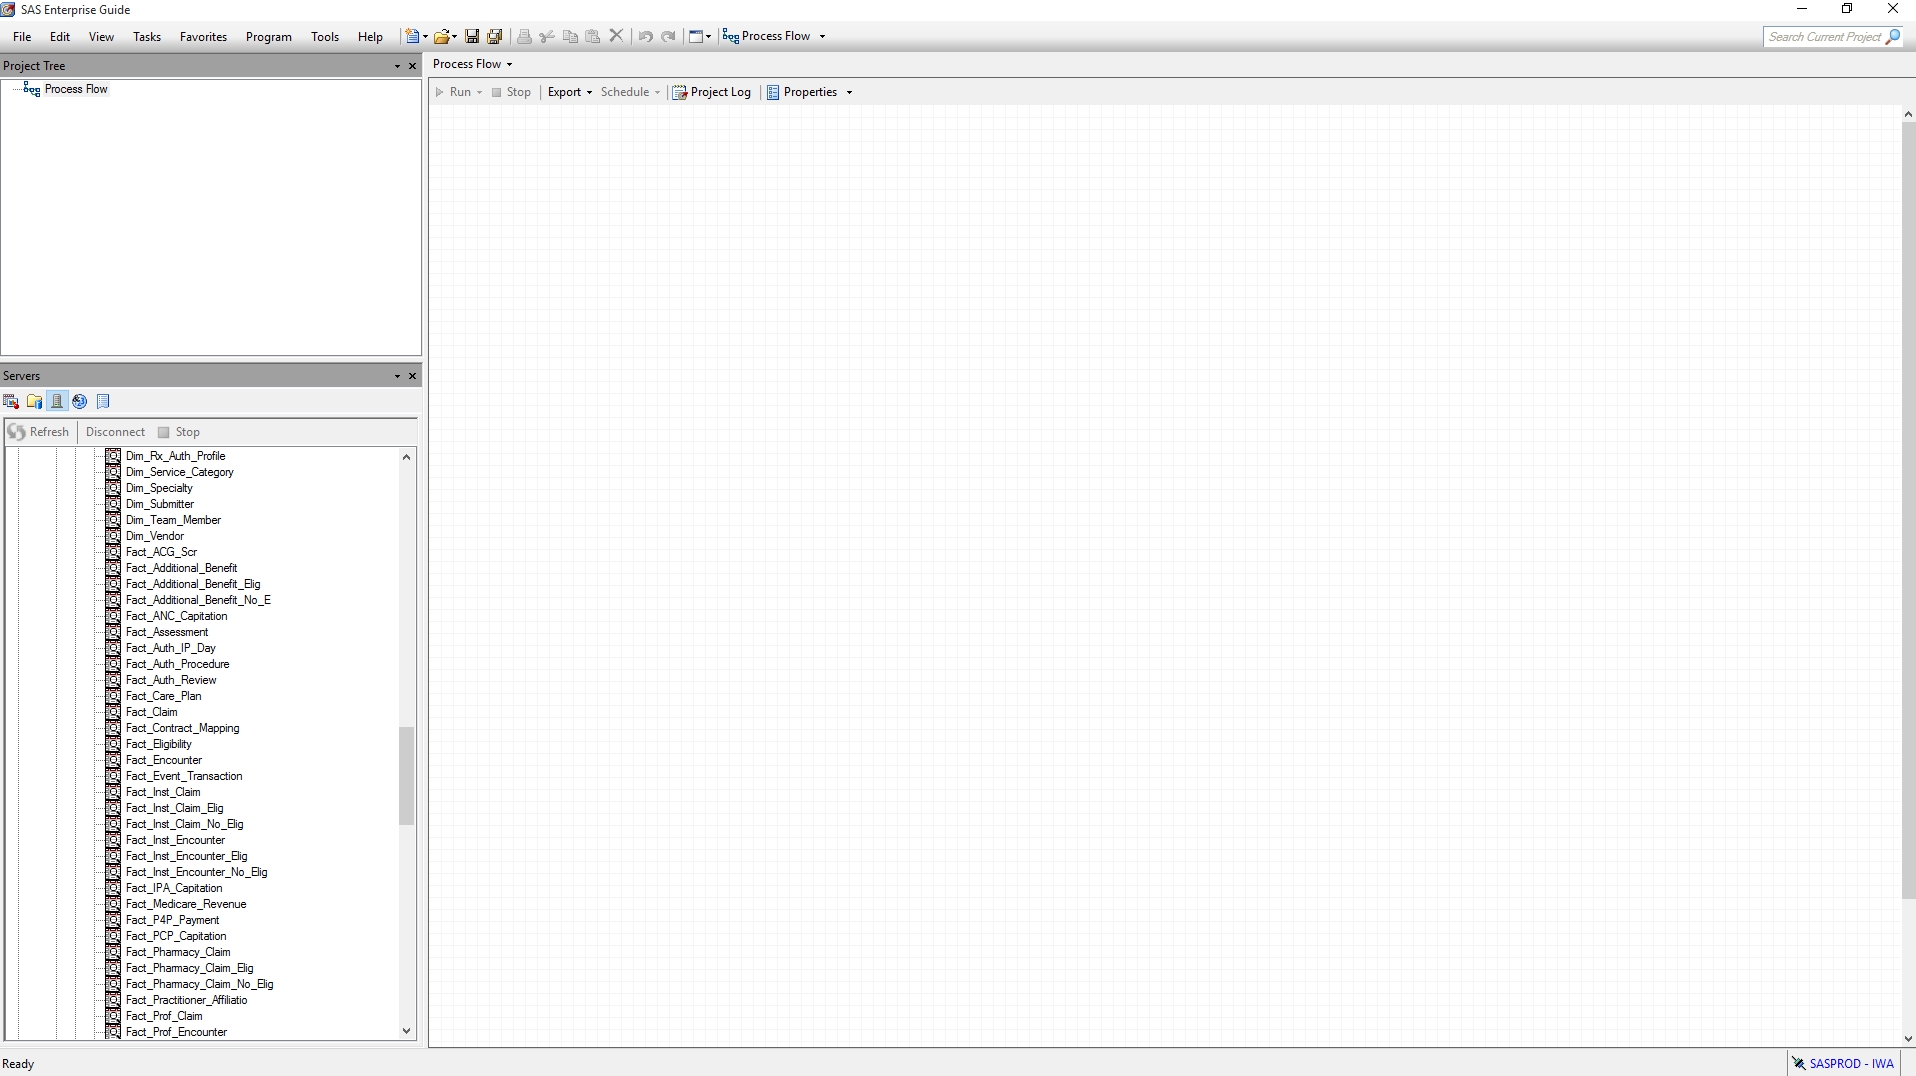 SAS Enterprise Guide
File Edit View Tasks Favorites Program Tools Help Process Flow Search Current Project
Project Tree
Process Flow
Process Flow
Run Stop Export Schedule Project Log Properties
Servers
Refresh Disconnect Stop
Dim_Rx_Auth_Profile
Dim_Service_Category
Dim_Specialty
Dim_Submitter
Dim_Team_Member
Dim_Vendor
Fact_ACG_Scr
Fact_Additional_Benefit
Fact_Additional_Benefit_Elig
Fact_Additional_Benefit_No_E
Fact_ANC_Capitation
Fact_Assessment
Fact_Auth_IP_Day
Fact_Auth_Procedure
Fact_Auth_Review
Fact_Care_Plan
Fact_Claim
Fact_Contract_Mapping
Fact_Eligibility
Fact_Encounter
Fact_Event_Transaction
Fact_Inst_Claim
Fact_Inst_Claim_Elig
Fact_Inst_Claim_No_Elig
Fact_Inst_Encounter
Fact_Inst_Encounter_Elig
Fact_Inst_Encounter_No_Elig
Fact_IPA_Capitation
Fact_Medicare_Revenue
Fact_P4P_Payment
Fact_PCP_Capitation
Fact_Pharmacy_Claim
Fact_Pharmacy_Claim_Elig
Fact_Pharmacy_Claim_No_Elig
Fact_Practitioner_Affiliatio
Fact_Prof_Claim
Fact_Prof_Encounter
Ready
SASPROD - IWA